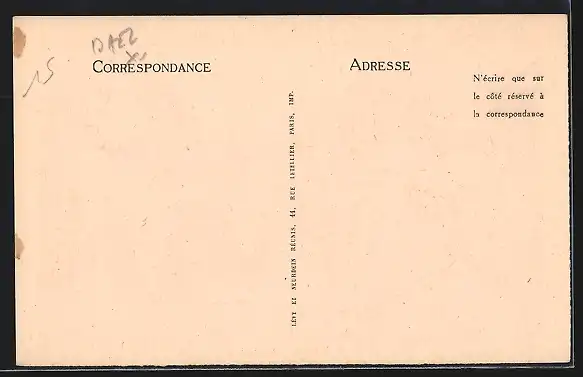 15
CORRESPONDANCE
ADRESSE
N'écrire que sur
le côté réservé à
la correspondance
LÉVY ET NEURDEIN RÉUNIS, 44, RUE LETELLIER, PARIS, IMP.